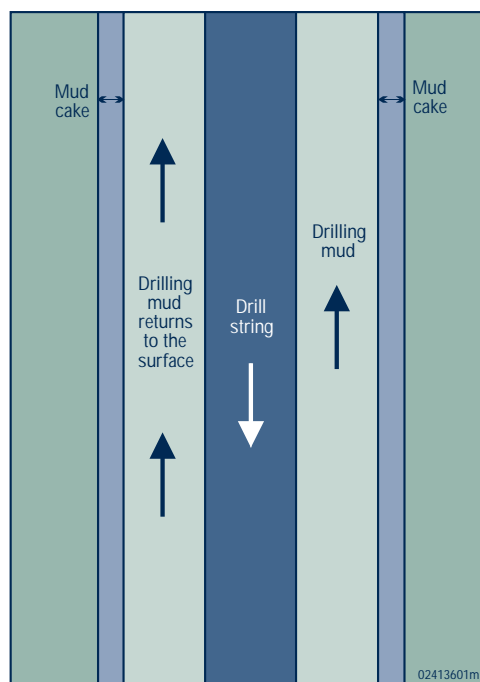 Mud
cake
Mud
cake
Drilling
mud
Drilling
mud
returns
to the
surface
Drill
string
02413601m